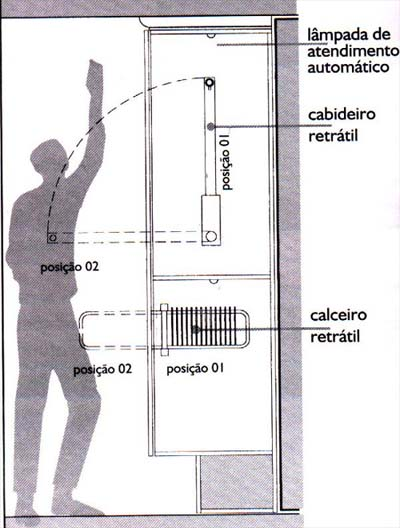 lâmpada de
atendimento
automático
cabideiro
retrátil
posição 01
posição 02
calceiro
retrátil
posição 02
posição 01